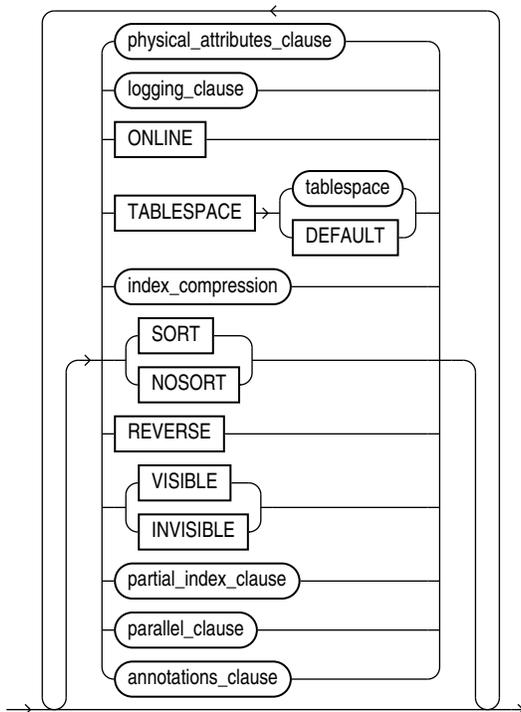 physical_attributes_clause
logging_clause
ONLINE
tablespace
TABLESPACE
DEFAULT
index_compression
SORT
NOSORT
REVERSE
VISIBLE
INVISIBLE
partial_index_clause
parallel_clause
annotations_clause